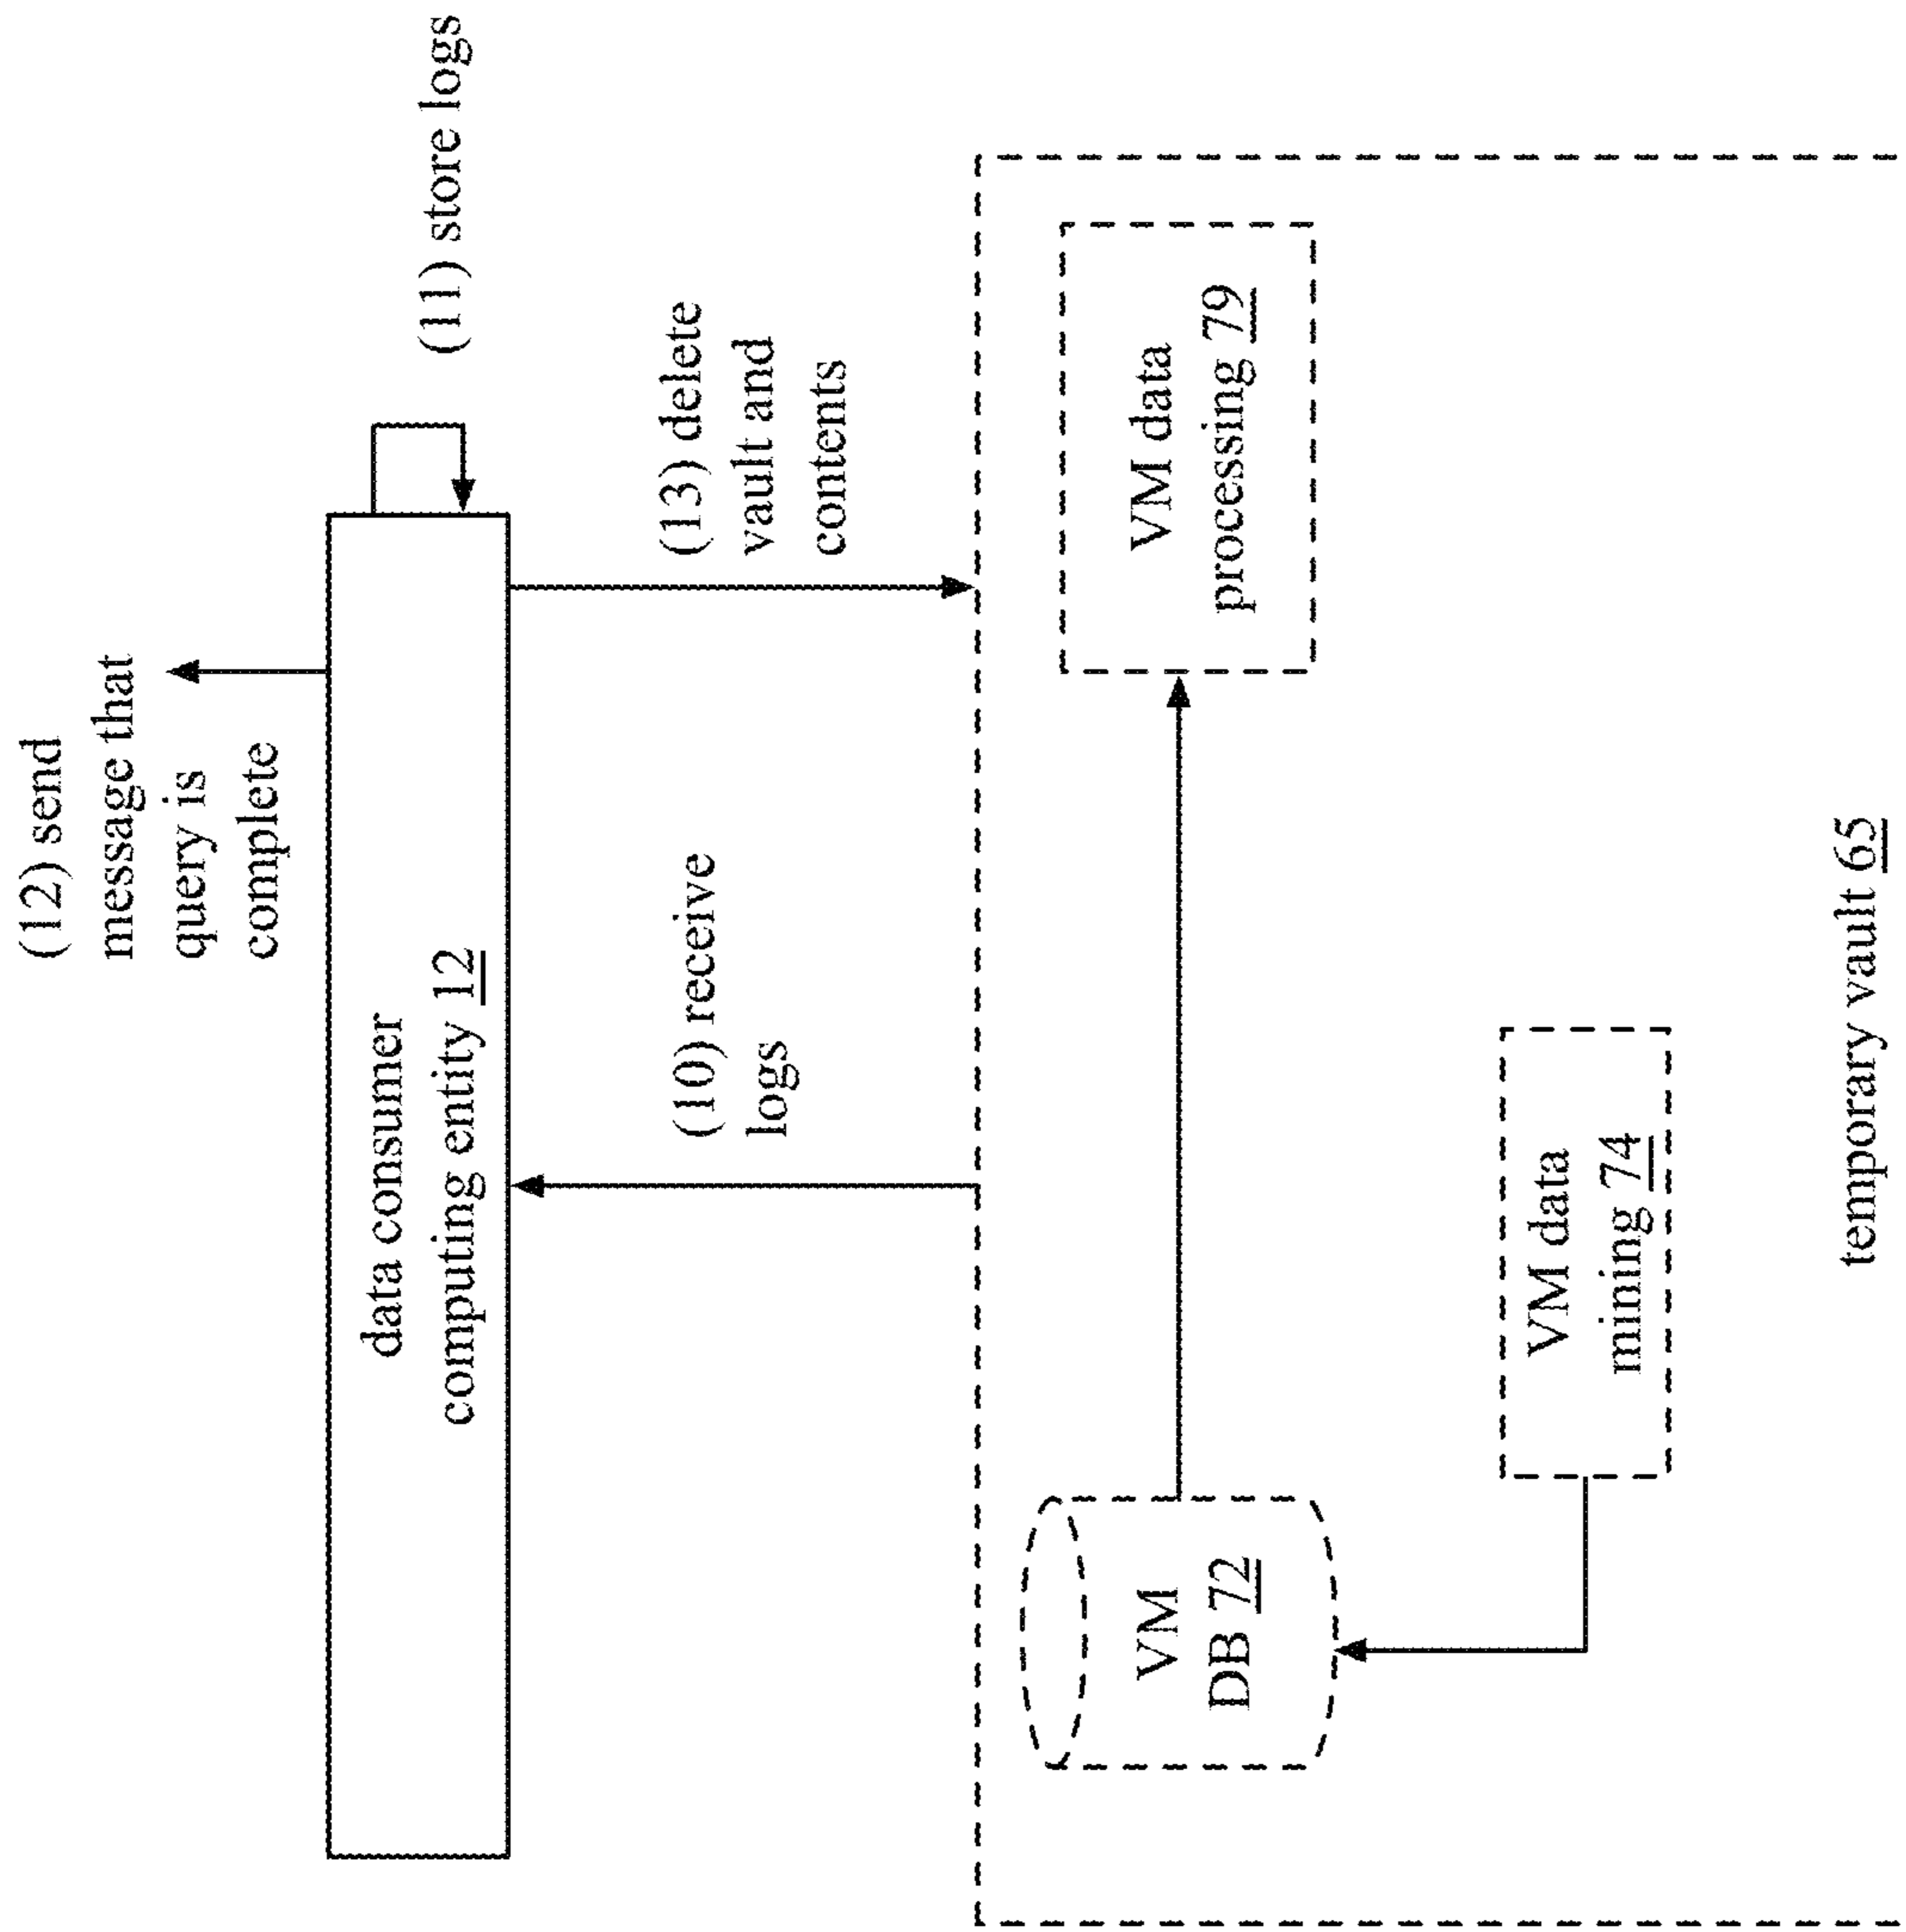 (12) send
message that
query is
complete
(11) store logs
data consumer
computing entity 12
(10) receive
logs
(13) delete
vault and
contents
VM
DB 72
VM data
processing 79
VM data
mining 74
temporary vault 65